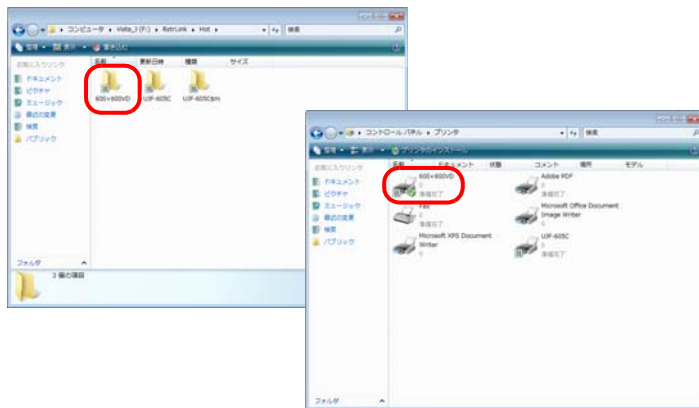 コンピュータ ▸ Vista_J (F:) ▸ RstrLink ▸ Hot ▸
検索
整理 表示 書き込む
お気に入りリンク
名前 更新日時 種類 サイズ
ドキュメント
ピクチャ
ミュージック
最近の変更
検索
パブリック
600×600VD UJF-605C UJF-605CBm
フォルダ
3 個の項目
コントロール パネル ▸ プリンタ
検索
整理 表示 プリンタのインストール
お気に入りリンク
名前 ドキュメント 状態 コメント 場所 モデル
ドキュメント
ピクチャ
ミュージック
最近の変更
検索
パブリック
600×600VD
0
準備完了
Adobe PDF
0
準備完了
Fax
0
準備完了
Microsoft Office Document
Image Writer
0
Microsoft XPS Document
Writer
0
UJF-605C
0
準備完了
フォルダ